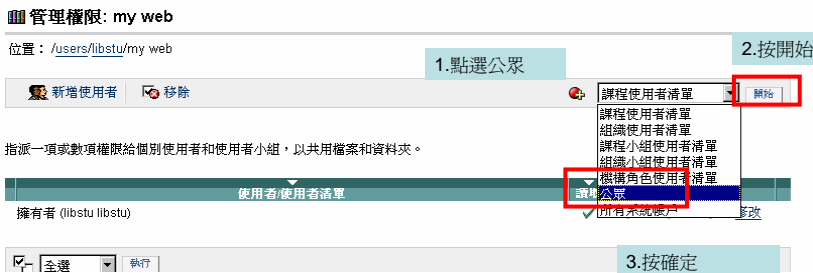 管理權限: my web
位置： /users/libstu/my web
1.點選公眾
2.按開始
新增使用者 移除 課程使用者清單 開始
課程使用者清單
組織使用者清單
課程小組使用者清單
組織小組使用者清單
機構角色使用者清單
公眾
所有系統帳戶
指派一項或數項權限給個別使用者和使用者小組，以共用檔案和資料夾。
使用者/使用者清單 讀
擁有者 (libstu libstu) 修改
3.按確定
全選 執行